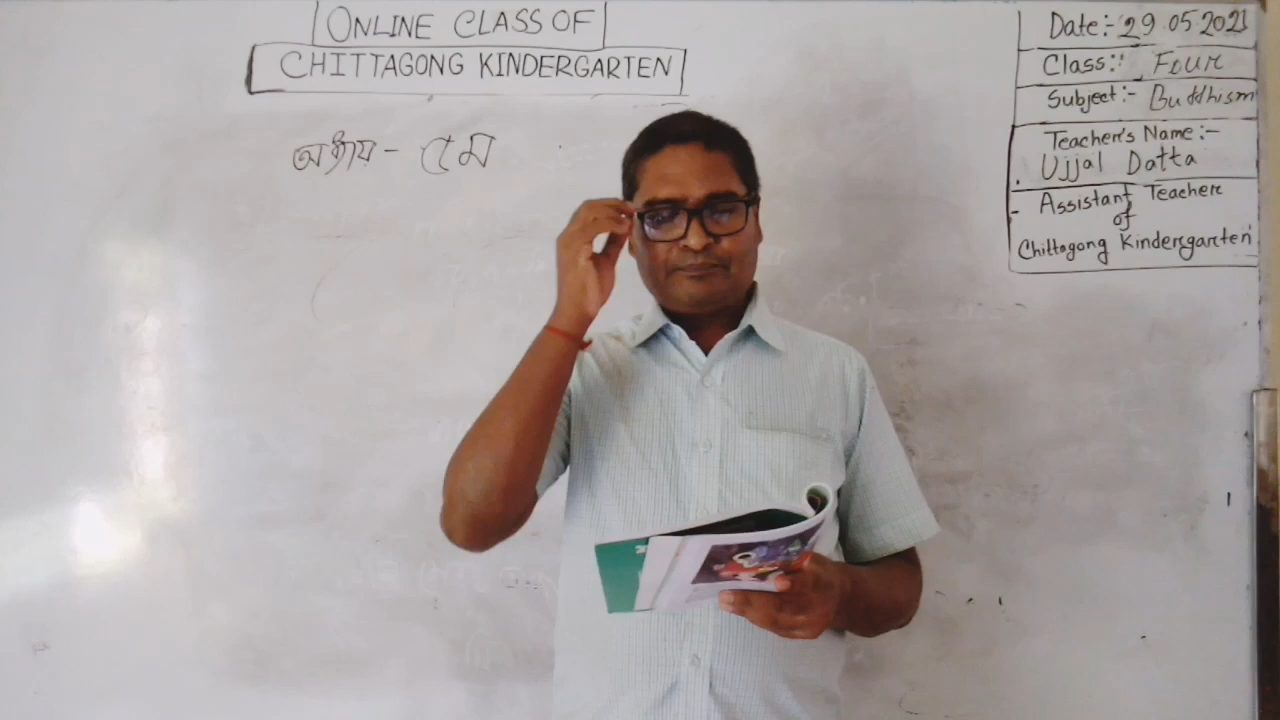 ONLINE CLASS OF
CHITTAGONG KINDERGARTEN
অধ্যায় - ৫ম
Date:- 29.05.2021
Class:- Four
Subject:- Buddhism
Teacher's Name:-
Ujjal Datta
- Assistant Teacher
of
Chittagong Kindergarten